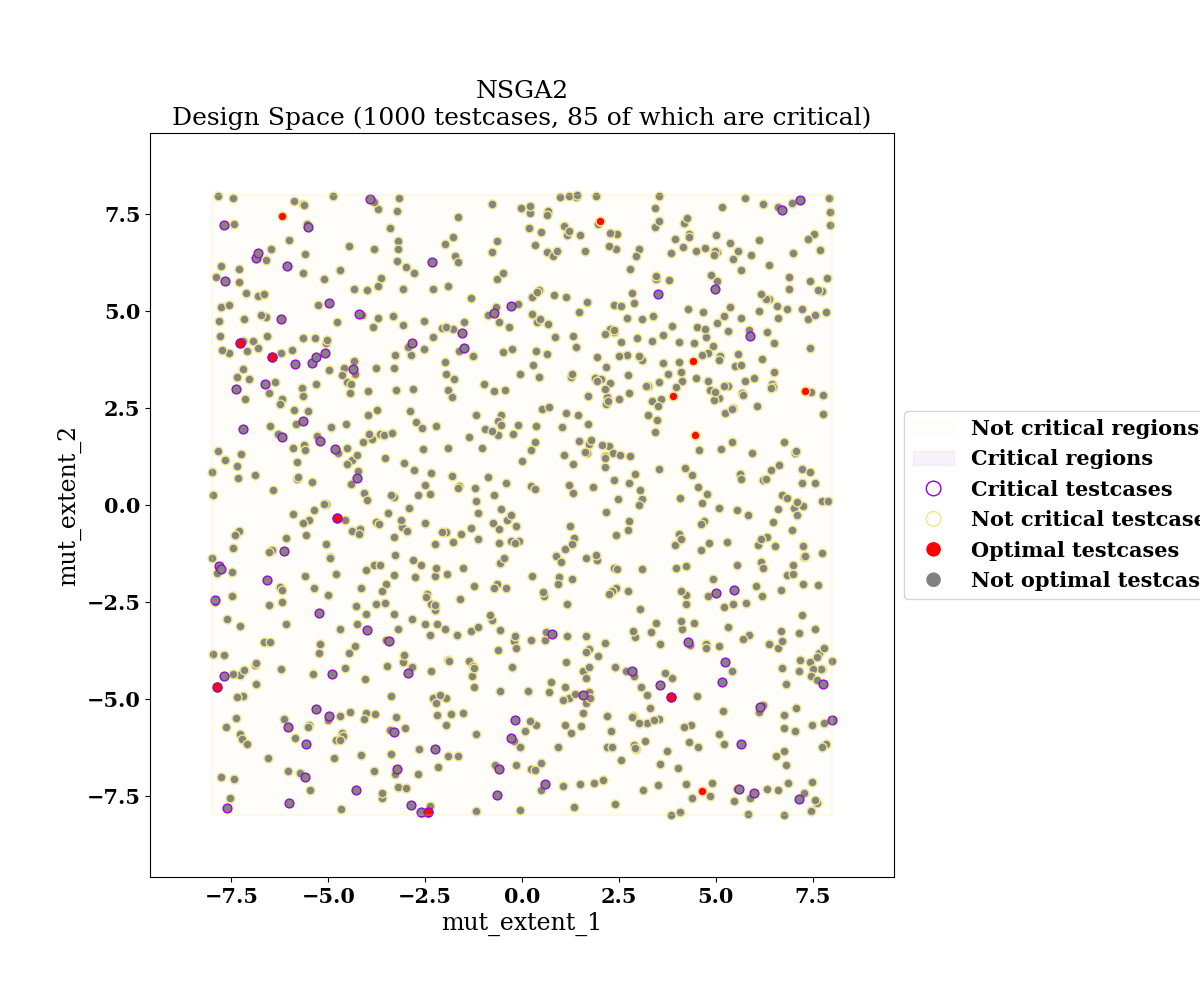 NSGA2
Design Space (1000 testcases, 85 of which are critical)
7.5
5.0
2.5
0.0
−2.5
−5.0
−7.5
mut_extent_2
−7.5
−5.0
−2.5
0.0
2.5
5.0
7.5
mut_extent_1
Not critical regions
Critical regions
Critical testcases
Not critical testcase
Optimal testcases
Not optimal testcas